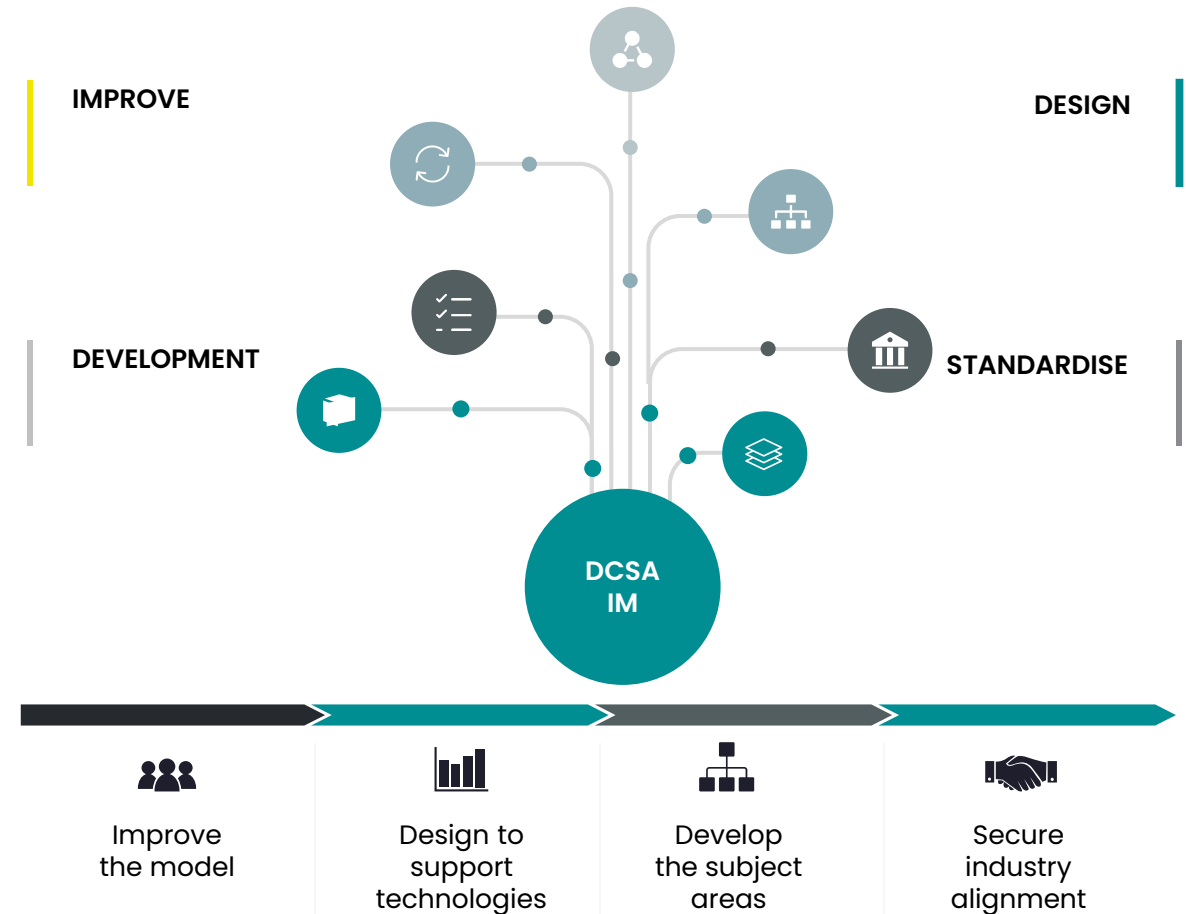 IMPROVE
DESIGN
DEVELOPMENT
STANDARDISE
DCSA
IM
Improve
the model
Design to
support
technologies
Develop
the subject
areas
Secure
industry
alignment